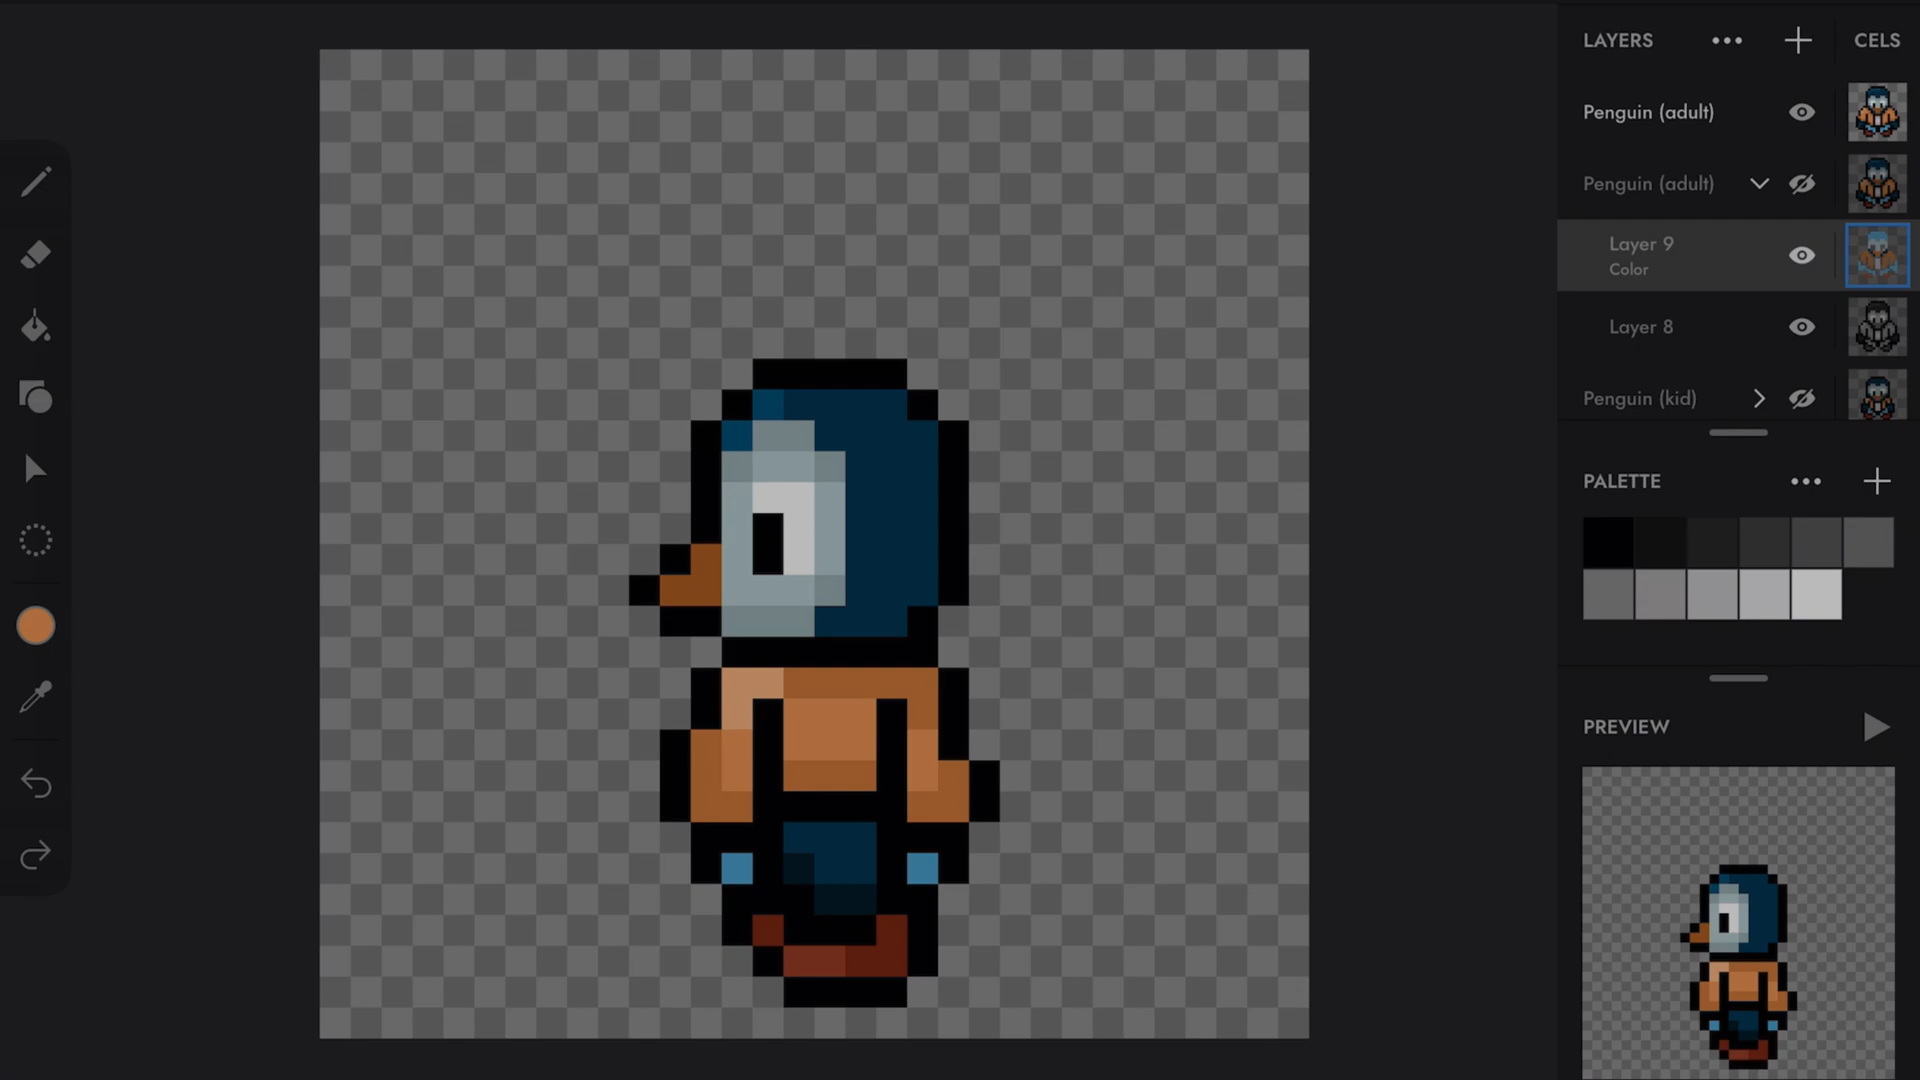 LAYERS
CELS
Penguin (adult)
Penguin (adult)
Layer 9
Color
Layer 8
Penguin (kid)
PALETTE
PREVIEW